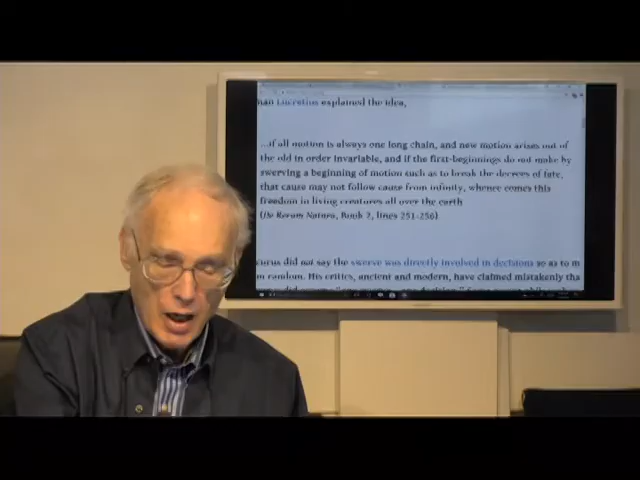 man Lucretius explained the idea,
...if all motion is always one long chain, and new motion arises out of
the old in order invariable, and if the first-beginnings do not make by
swerving a beginning of motion such as to break the decrees of fate,
that cause may not follow cause from infinity, whence comes this
freedom in living creatures all over the earth
(De Rerum Natura, Book 2, lines 251-256)
curus did not say the swerve was directly involved in decisions so as to m
m random. His critics, ancient and modern, have claimed mistakenly tha